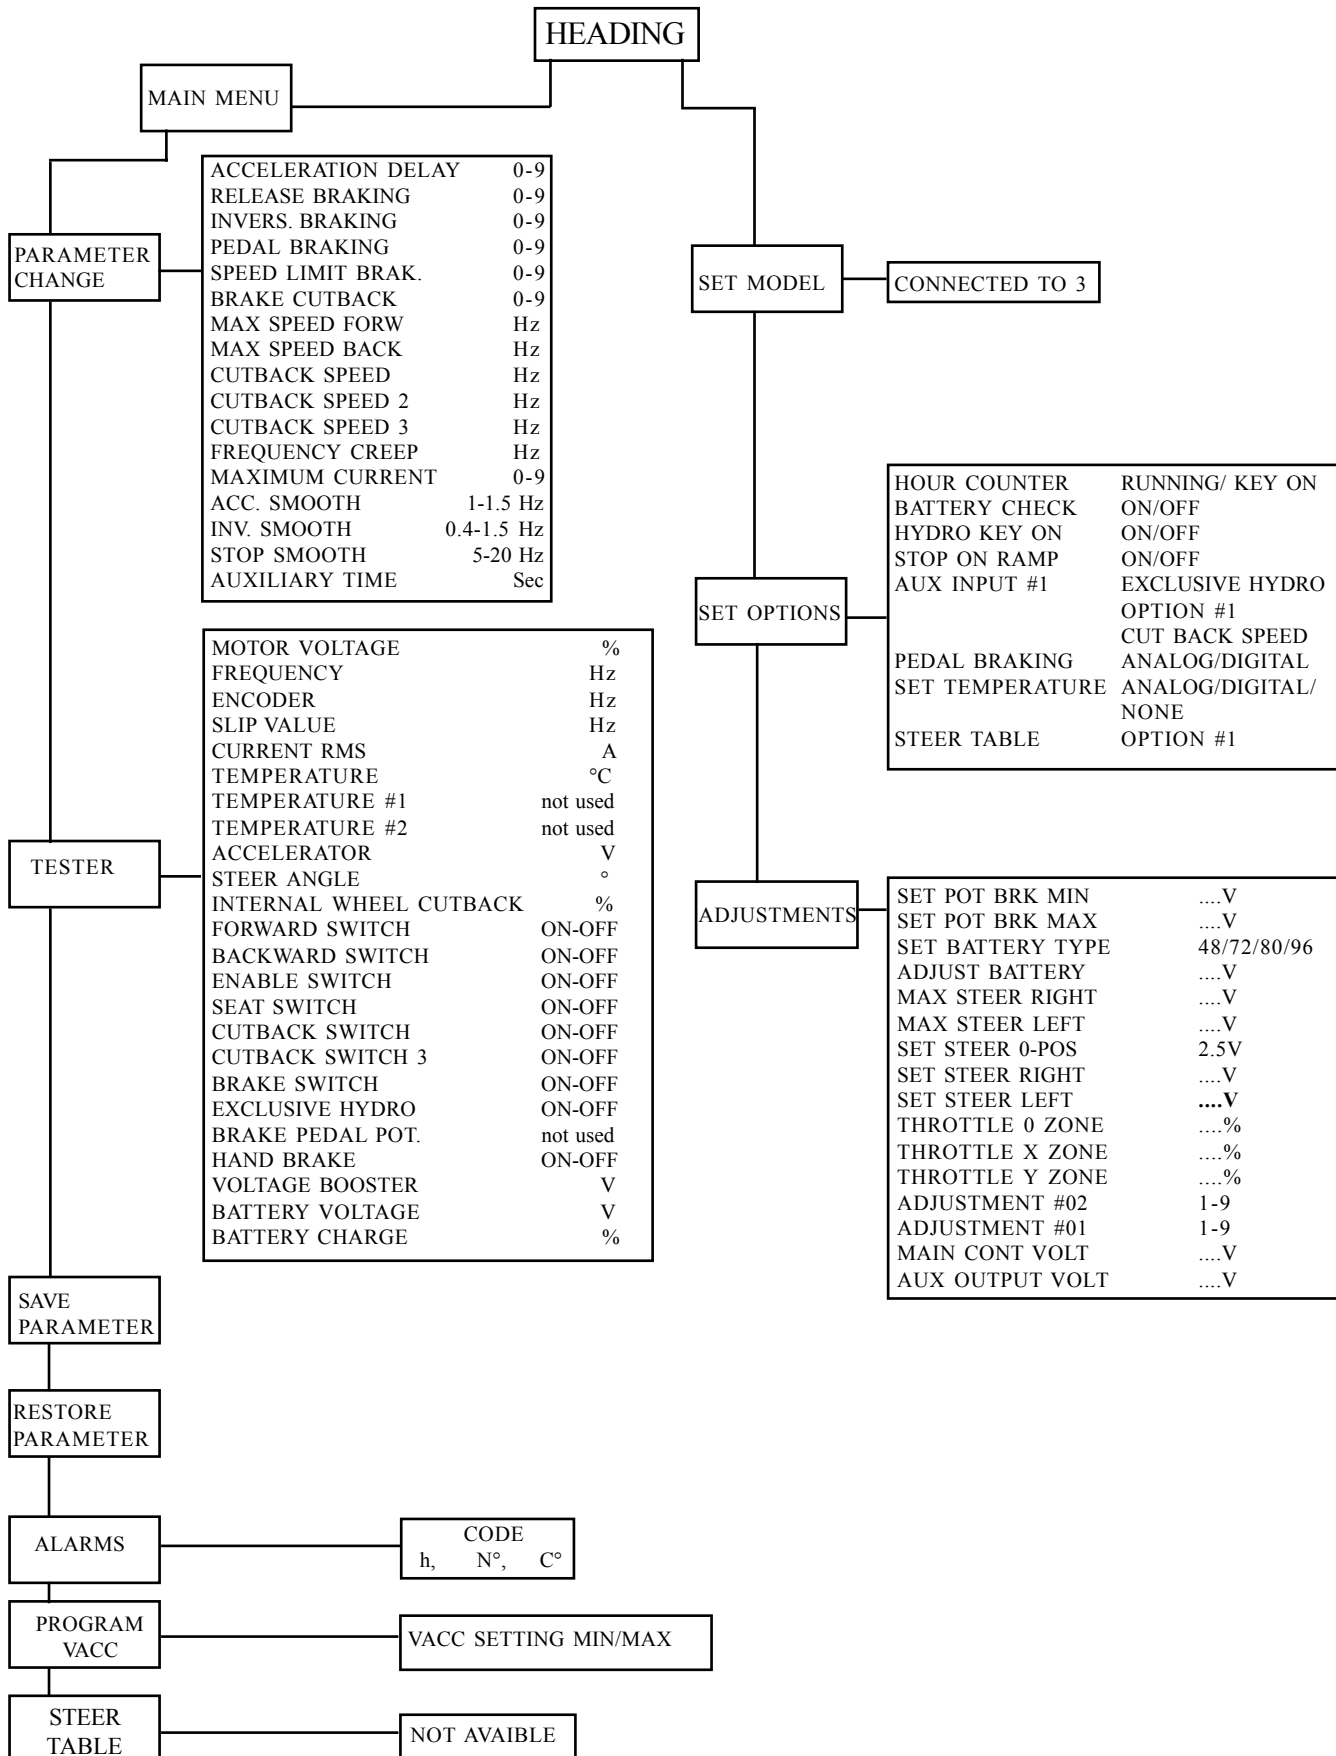 HEADING
MAIN MENU
PARAMETER
CHANGE
ACCELERATION DELAY 0-9
RELEASE BRAKING 0-9
INVERS. BRAKING 0-9
PEDAL BRAKING 0-9
SPEED LIMIT BRAK. 0-9
BRAKE CUTBACK 0-9
MAX SPEED FORW Hz
MAX SPEED BACK Hz
CUTBACK SPEED Hz
CUTBACK SPEED 2 Hz
CUTBACK SPEED 3 Hz
FREQUENCY CREEP Hz
MAXIMUM CURRENT 0-9
ACC. SMOOTH 1-1.5 Hz
INV. SMOOTH 0.4-1.5 Hz
STOP SMOOTH 5-20 Hz
AUXILIARY TIME Sec
TESTER
MOTOR VOLTAGE %
FREQUENCY Hz
ENCODER Hz
SLIP VALUE Hz
CURRENT RMS A
TEMPERATURE °C
TEMPERATURE #1 not used
TEMPERATURE #2 not used
ACCELERATOR V
STEER ANGLE °
INTERNAL WHEEL CUTBACK %
FORWARD SWITCH ON-OFF
BACKWARD SWITCH ON-OFF
ENABLE SWITCH ON-OFF
SEAT SWITCH ON-OFF
CUTBACK SWITCH ON-OFF
CUTBACK SWITCH 3 ON-OFF
BRAKE SWITCH ON-OFF
EXCLUSIVE HYDRO ON-OFF
BRAKE PEDAL POT. not used
HAND BRAKE ON-OFF
VOLTAGE BOOSTER V
BATTERY VOLTAGE V
BATTERY CHARGE %
SAVE
PARAMETER
RESTORE
PARAMETER
ALARMS
CODE
h, N°, C°
PROGRAM
VACC
VACC SETTING MIN/MAX
STEER
TABLE
NOT AVAIBLE
SET MODEL
CONNECTED TO 3
SET OPTIONS
HOUR COUNTER RUNNING/ KEY ON
BATTERY CHECK ON/OFF
HYDRO KEY ON ON/OFF
STOP ON RAMP ON/OFF
AUX INPUT #1 EXCLUSIVE HYDRO
OPTION #1
CUT BACK SPEED
PEDAL BRAKING ANALOG/DIGITAL
SET TEMPERATURE ANALOG/DIGITAL/
NONE
STEER TABLE OPTION #1
ADJUSTMENTS
SET POT BRK MIN ....V
SET POT BRK MAX ....V
SET BATTERY TYPE 48/72/80/96
ADJUST BATTERY ....V
MAX STEER RIGHT ....V
MAX STEER LEFT ....V
SET STEER 0-POS 2.5V
SET STEER RIGHT ....V
SET STEER LEFT ....V
THROTTLE 0 ZONE ....%
THROTTLE X ZONE ....%
THROTTLE Y ZONE ....%
ADJUSTMENT #02 1-9
ADJUSTMENT #01 1-9
MAIN CONT VOLT ....V
AUX OUTPUT VOLT ....V